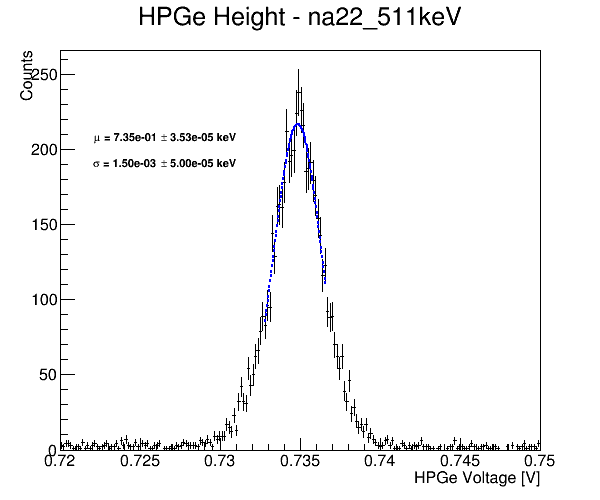 HPGe Height - na22_511keV
Counts
250
200
150
100
50
0
μ = 7.35e-01 ± 3.53e-05 keV
σ = 1.50e-03 ± 5.00e-05 keV
0.72 0.725 0.73 0.735 0.74 0.745 0.75
HPGe Voltage [V]